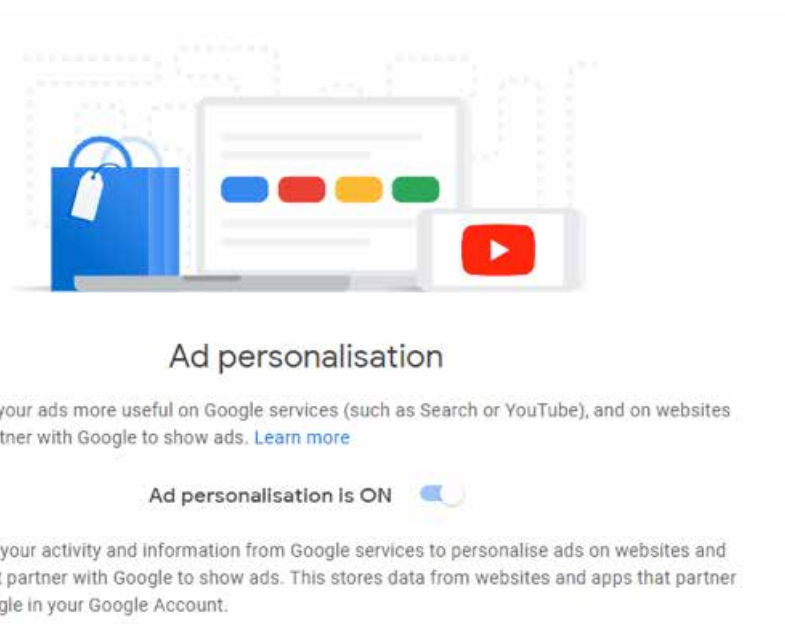 Ad personalisation
your ads more useful on Google services (such as Search or YouTube), and on websites
tner with Google to show ads. Learn more
Ad personalisation is ON
your activity and information from Google services to personalise ads on websites and
t partner with Google to show ads. This stores data from websites and apps that partner
gle in your Google Account.